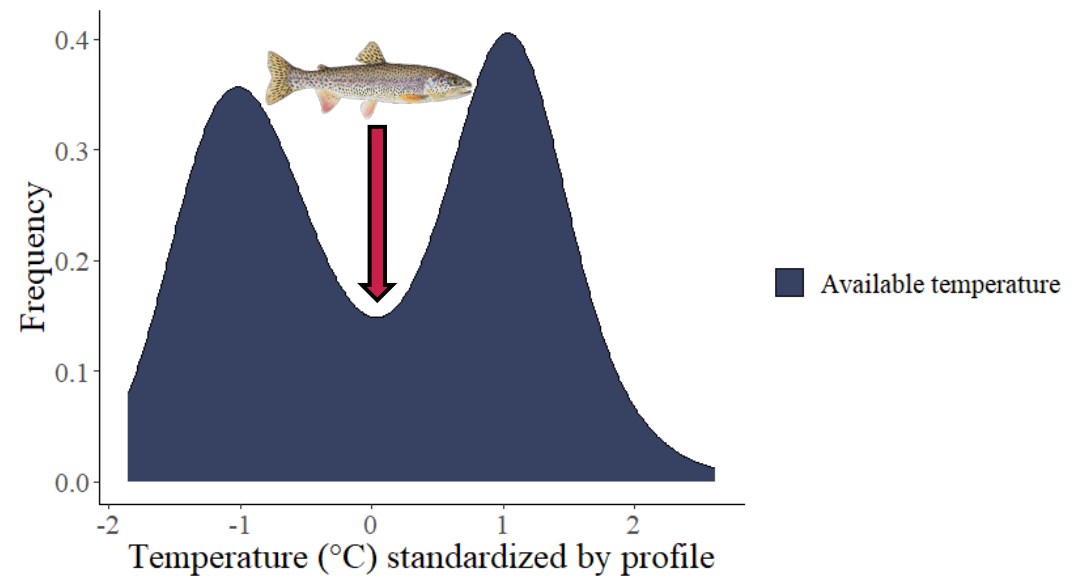 0.4
0.3
0.2
0.1
0.0
Frequency
-2 -1 0 1 2
Temperature (°C) standardized by profile
Available temperature